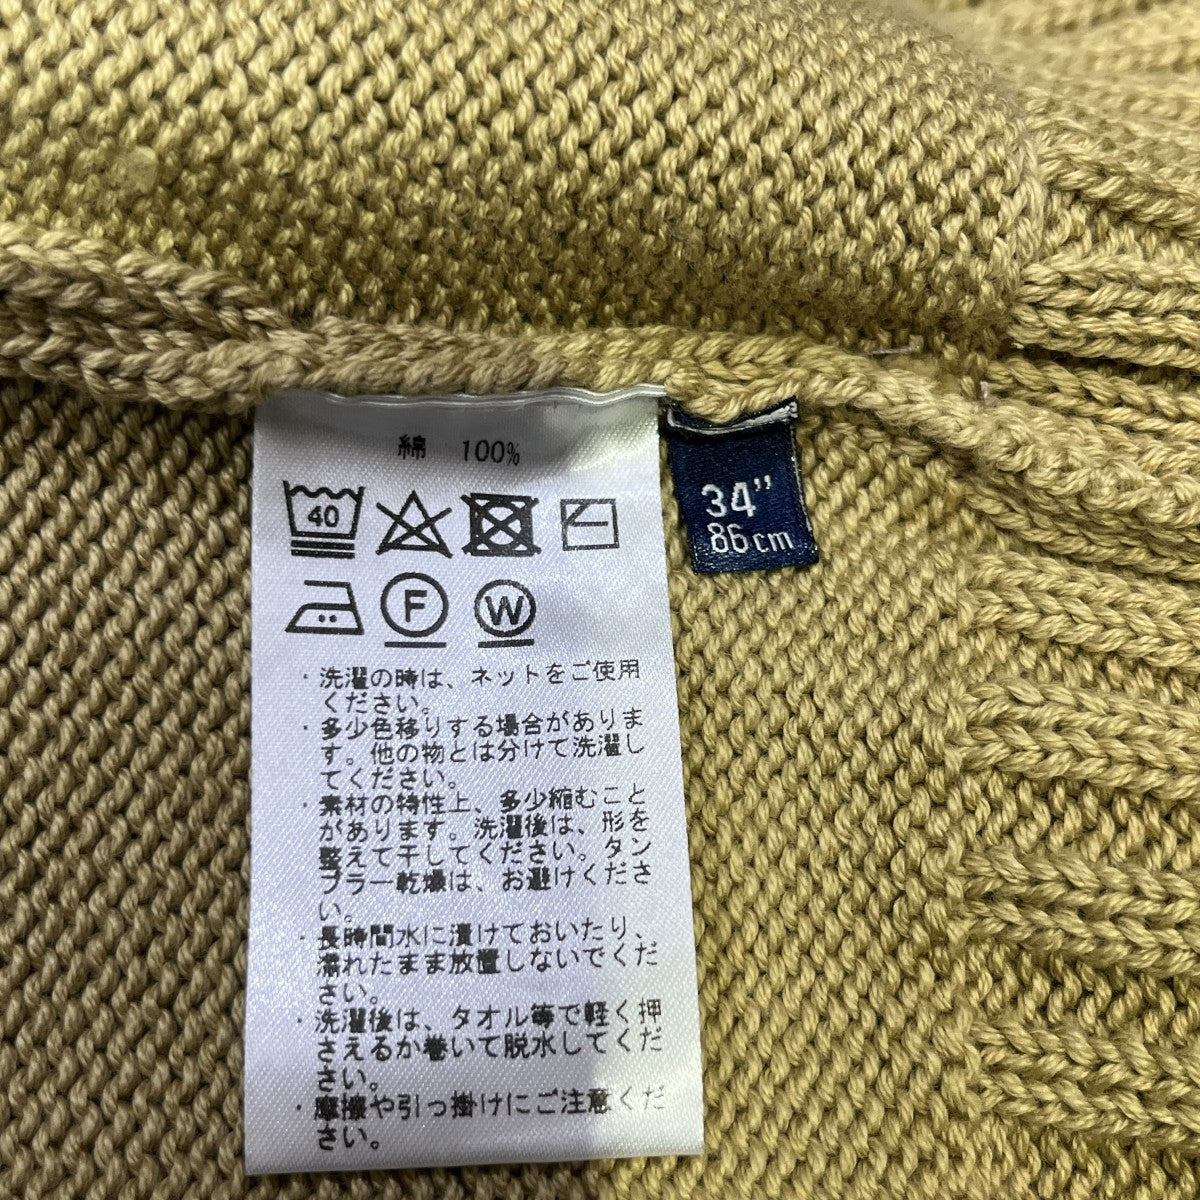 綿 100%
34"
86cm
40
F
W
・洗濯の時は、ネットをご使用
ください。
・多少色移りする場合がありま
す。他の物とは分けて洗濯し
てください。
・素材の特性上、多少縮むこと
があります。洗濯後は、形を
整えて干してください。タン
ブラー乾燥は、お避けくださ
い。
・長時間水に漬けておいたり、
濡れたまま放置しないでくだ
さい。
・洗濯後は、タオル等で軽く押
さえるか巻いて脱水してくだ
さい。
・摩擦や引っ掛けにご注意くだ
さい。